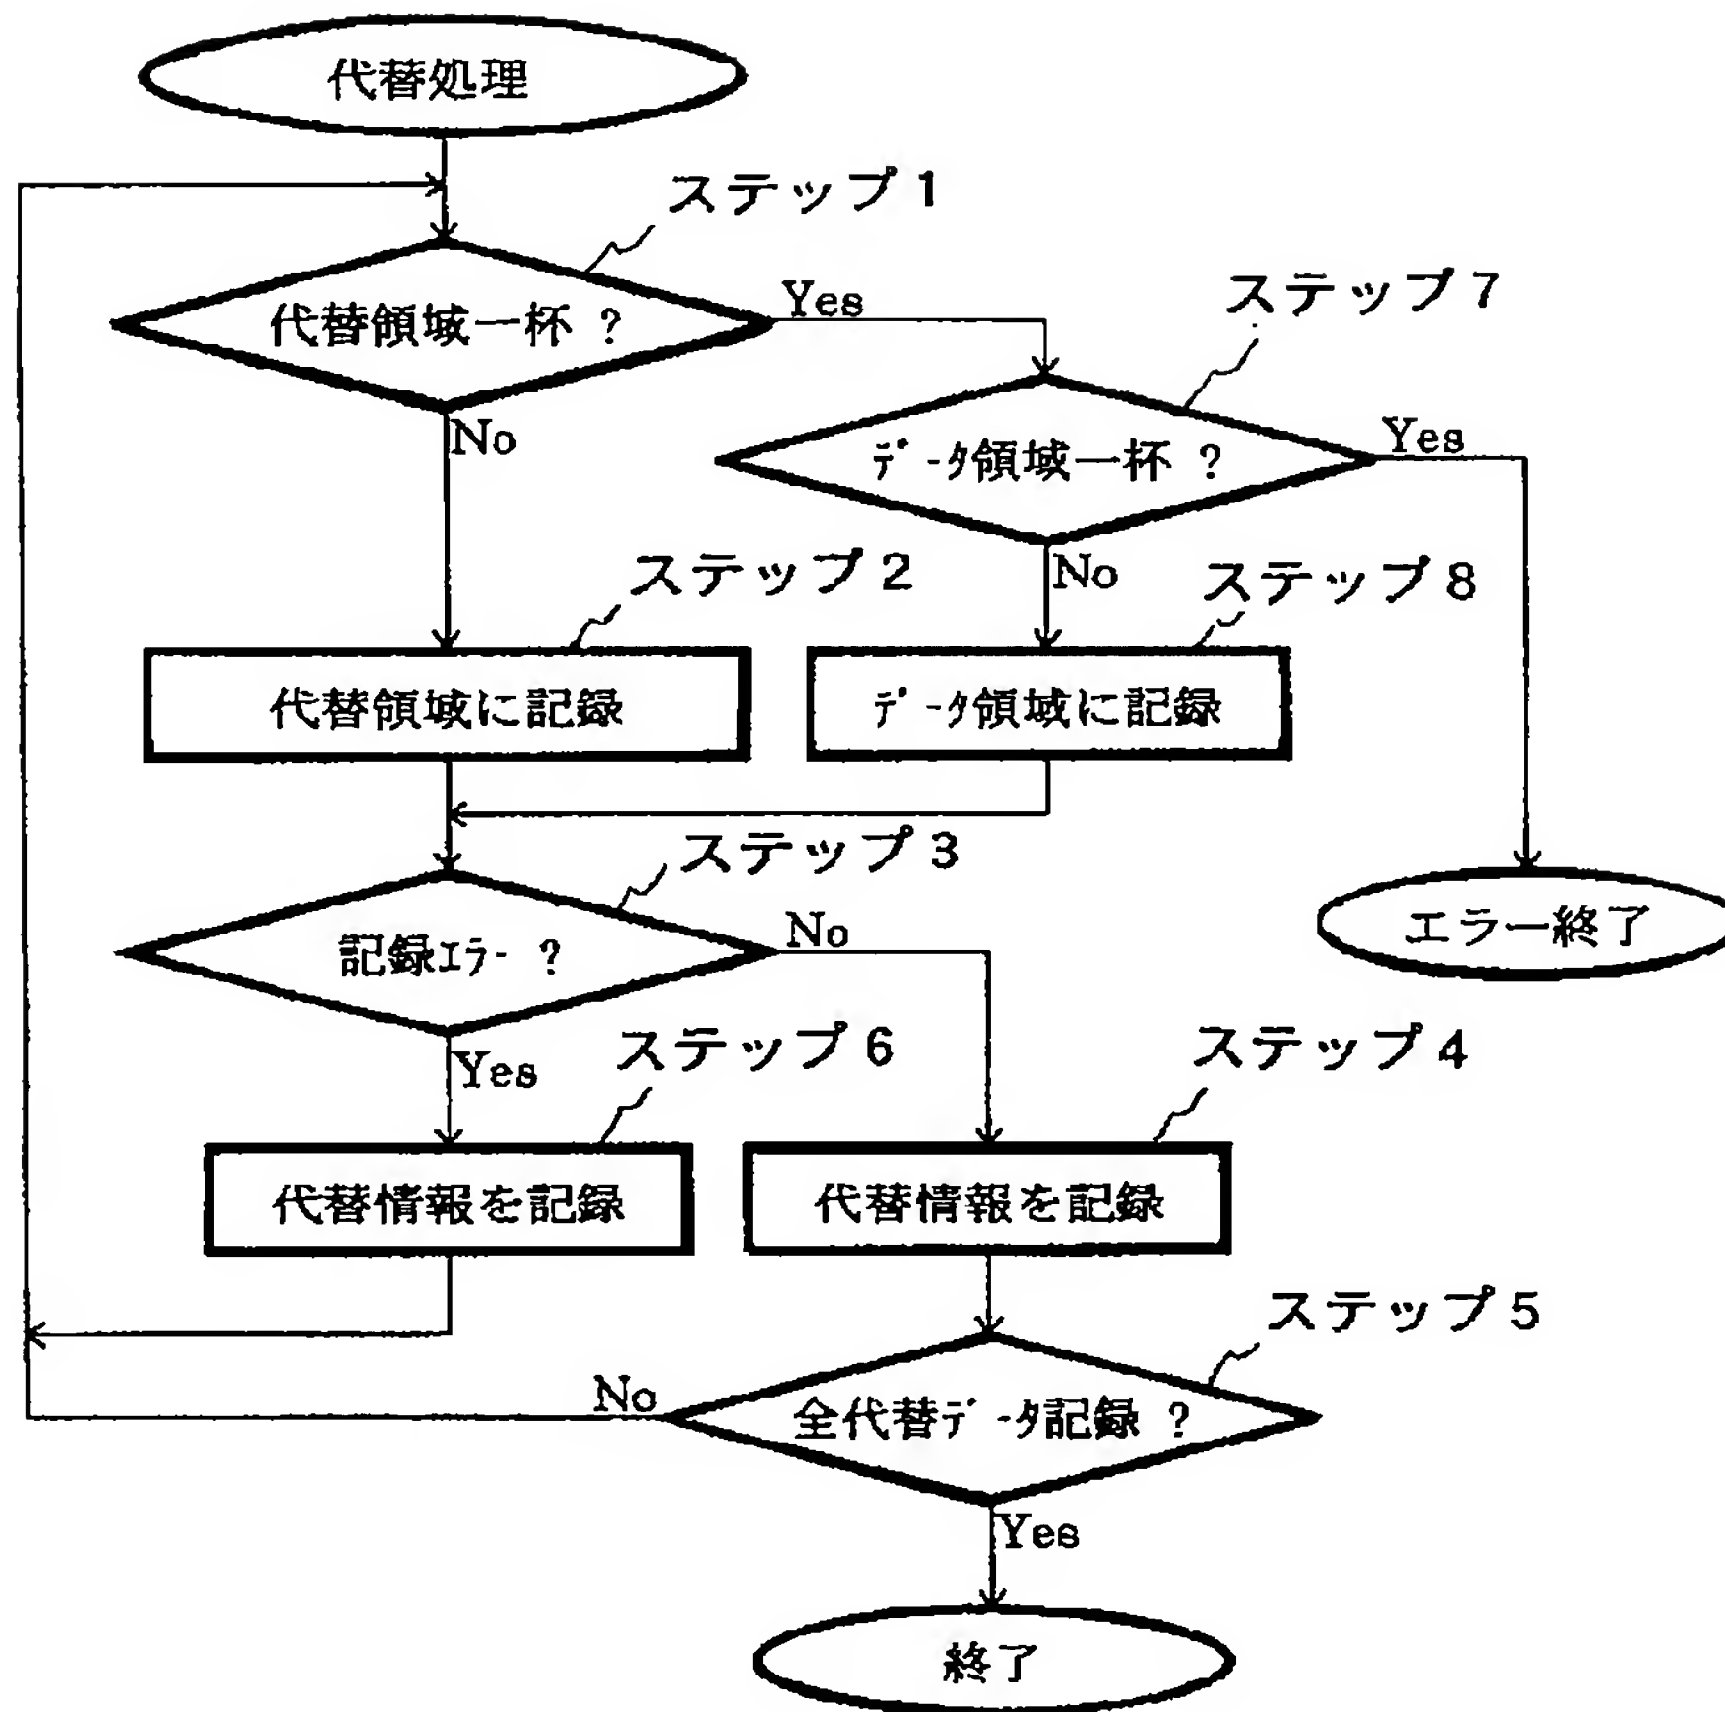 代替処理
ステップ1
代替領域一杯 ?
Yes
ステップ7
No
ﾃﾞｰﾀ領域一杯 ?
Yes
ステップ2
No
ステップ8
代替領域に記録
ﾃﾞｰﾀ領域に記録
ステップ3
記録ｴﾗｰ ?
No
エラー終了
Yes
ステップ6
ステップ4
代替情報を記録
代替情報を記録
ステップ5
No
全代替ﾃﾞｰﾀ記録 ?
Yes
終了